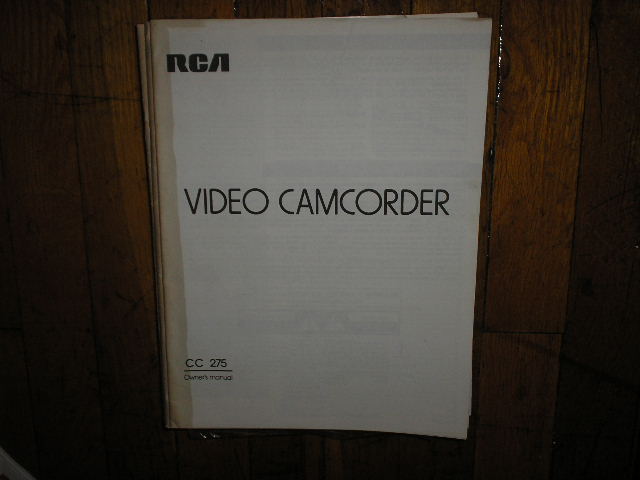 RCA
VIDEO CAMCORDER
CC 275
Owner's manual